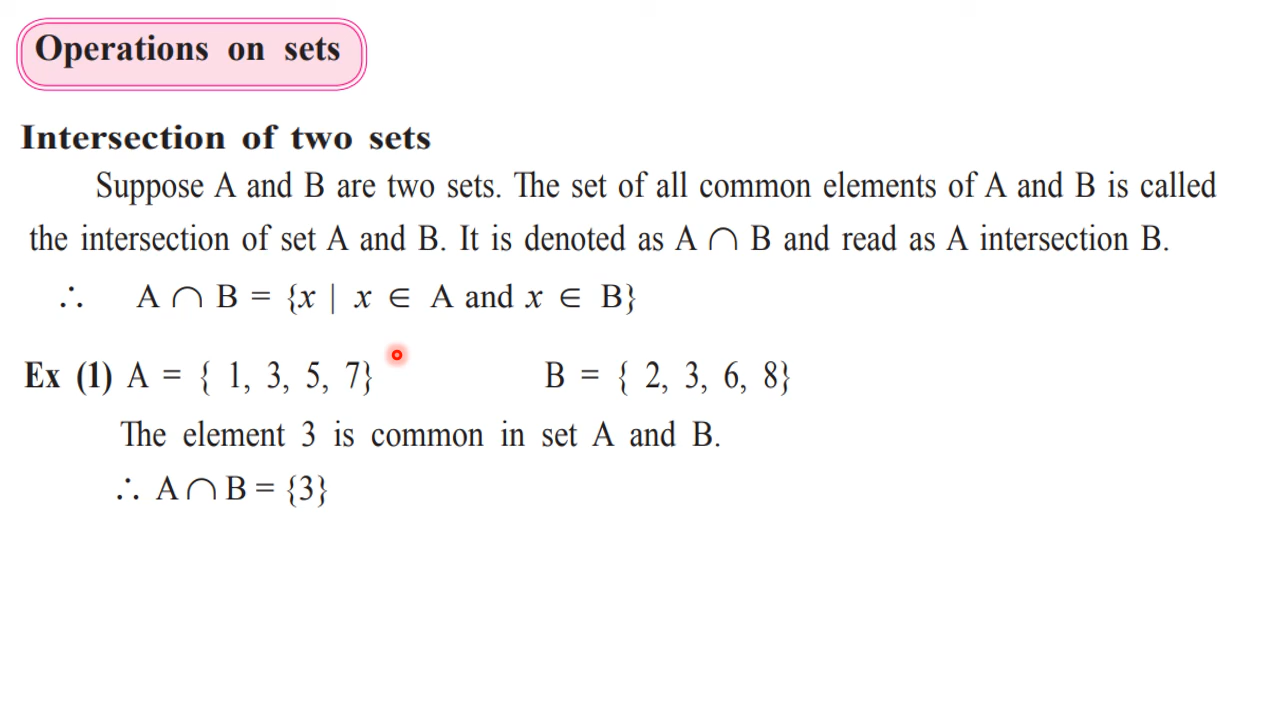 Operations on sets
Intersection of two sets
Suppose A and B are two sets. The set of all common elements of A and B is called
the intersection of set A and B. It is denoted as A ∩ B and read as A intersection B.
∴ A ∩ B = {x | x ∈ A and x ∈ B}
Ex (1) A = { 1, 3, 5, 7} B = { 2, 3, 6, 8}
The element 3 is common in set A and B.
∴ A ∩ B = {3}